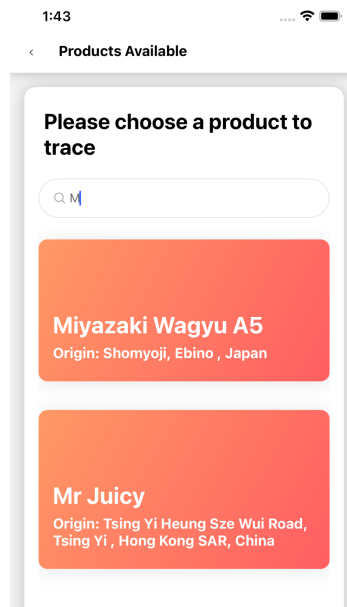 1:43
Products Available
Please choose a product to
trace
M
Miyazaki Wagyu A5
Origin: Shomyoji, Ebino , Japan
Mr Juicy
Origin: Tsing Yi Heung Sze Wui Road,
Tsing Yi , Hong Kong SAR, China